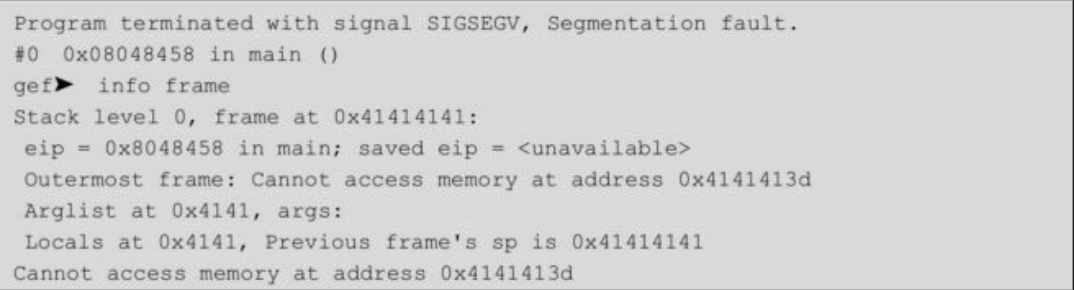 Program terminated with signal SIGSEGV, Segmentation fault.
#0  0x08048458 in main ()
gef➤  info frame
Stack level 0, frame at 0x41414141:
 eip = 0x8048458 in main; saved eip = <unavailable>
 Outermost frame: Cannot access memory at address 0x4141413d
 Arglist at 0x4141, args:
 Locals at 0x4141, Previous frame's sp is 0x41414141
Cannot access memory at address 0x4141413d